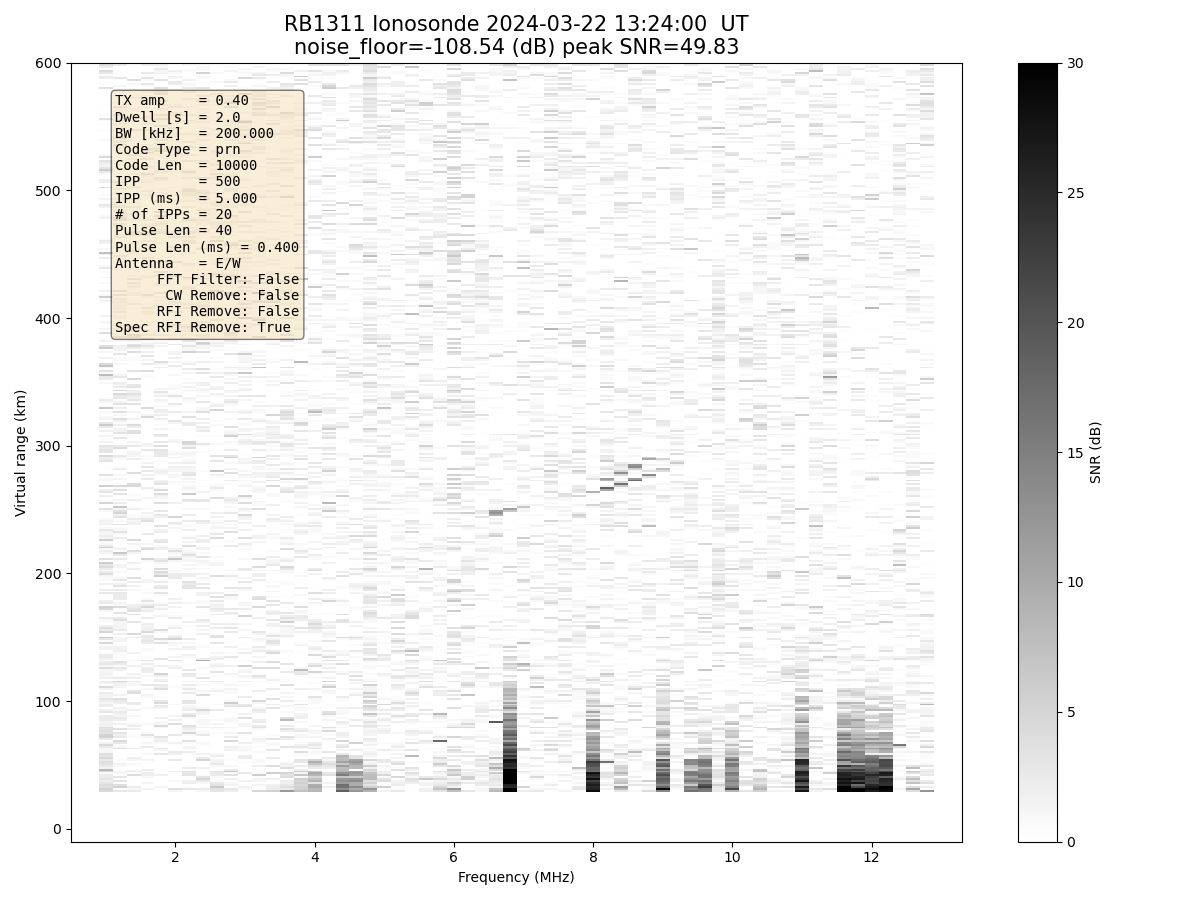 RB1311 Ionosonde 2024-03-22 13:24:00  UT
noise_floor=-108.54 (dB) peak SNR=49.83
TX amp    = 0.40
Dwell [s] = 2.0
BW [kHz]  = 200.000
Code Type = prn
Code Len  = 10000
IPP       = 500
IPP (ms)  = 5.000
# of IPPs = 20
Pulse Len = 40
Pulse Len (ms) = 0.400
Antenna   = E/W
FFT Filter: False
CW Remove: False
RFI Remove: False
Spec RFI Remove: True
Virtual range (km)
600
500
400
300
200
100
0
2
4
6
8
10
12
Frequency (MHz)
30
25
20
15
10
5
0
SNR (dB)